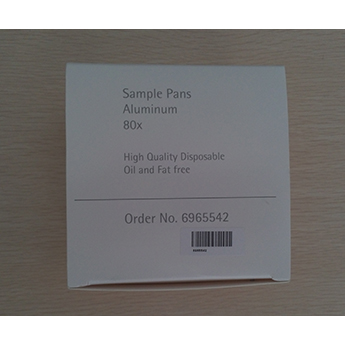 Sample Pans
Aluminum
80x
High Quality Disposable
Oil and Fat free
Order No. 6965542